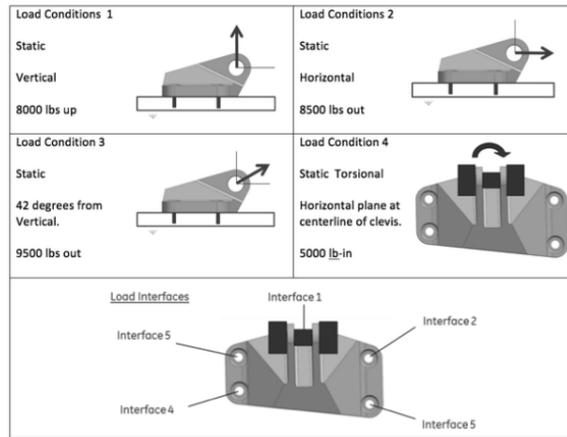 Load Conditions 1
Static
Vertical
8000 lbs up
Load Conditions 2
Static
Horizontal
8500 lbs out
Load Condition 3
Static
42 degrees from
Vertical.
9500 lbs out
Load Condition 4
Static Torsional
Horizontal plane at
centerline of clevis.
5000 lb-in
Load Interfaces
Interface 1
Interface 5
Interface 2
Interface 4
Interface 5